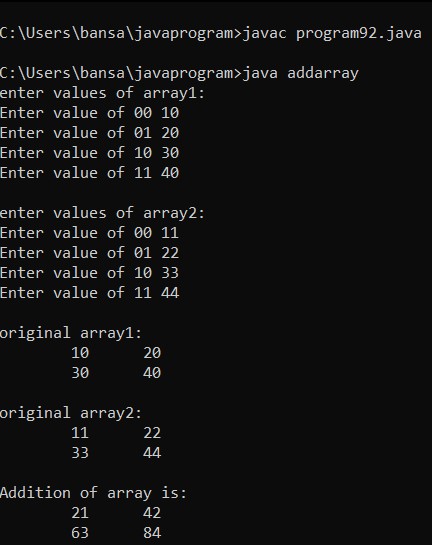 C:\Users\bansa\javaprogram>javac program92.java
C:\Users\bansa\javaprogram>java addarray
enter values of array1:
Enter value of 00 10
Enter value of 01 20
Enter value of 10 30
Enter value of 11 40
enter values of array2:
Enter value of 00 11
Enter value of 01 22
Enter value of 10 33
Enter value of 11 44
original array1:
10 20
30 40
original array2:
11 22
33 44
Addition of array is:
21 42
63 84